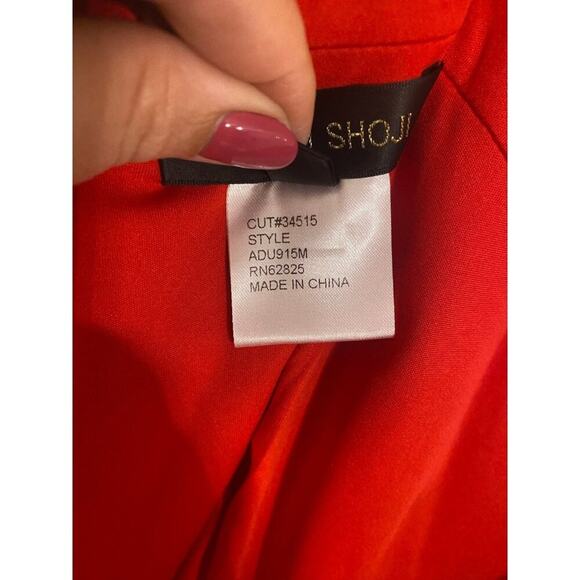 SHOJI
CUT#34515
STYLE
ADU915M
RN62825
MADE IN CHINA